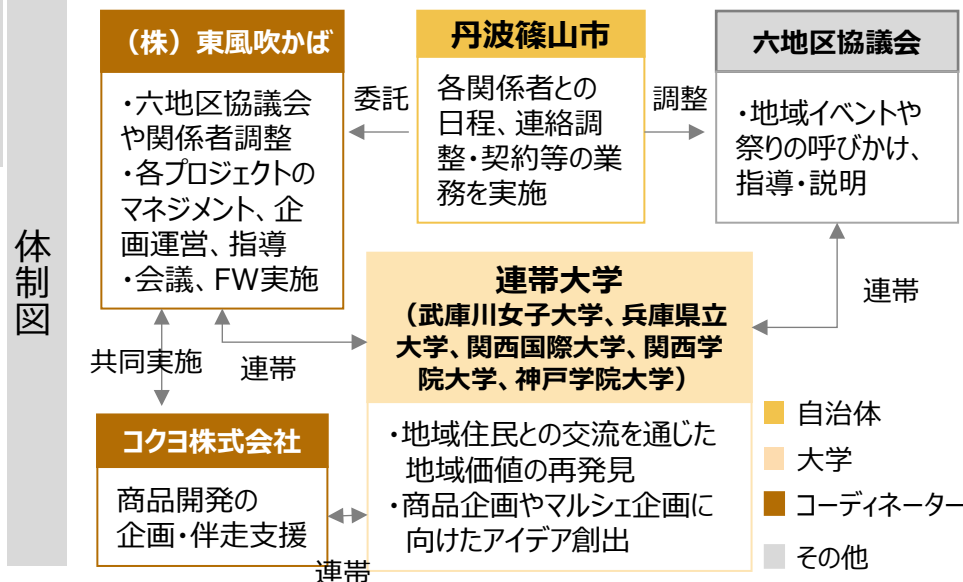 体制図
（株）東風吹かば
・六地区協議会
や関係者調整
・各プロジェクトの
マネジメント、企
画運営、指導
・会議、FW実施
委託
丹波篠山市
各関係者との
日程、連絡調
整・契約等の業
務を実施
調整
六地区協議会
・地域イベントや
祭りの呼びかけ、
指導・説明
連帯
共同実施
連帯
連帯大学
（武庫川女子大学、兵庫県立
大学、関西国際大学、関西学
院大学、神戸学院大学）
・地域住民との交流を通じた
地域価値の再発見
・商品企画やマルシェ企画に
向けたアイデア創出
コクヨ株式会社
商品開発の
企画・伴走支援
連帯
自治体
大学
コーディネーター
その他